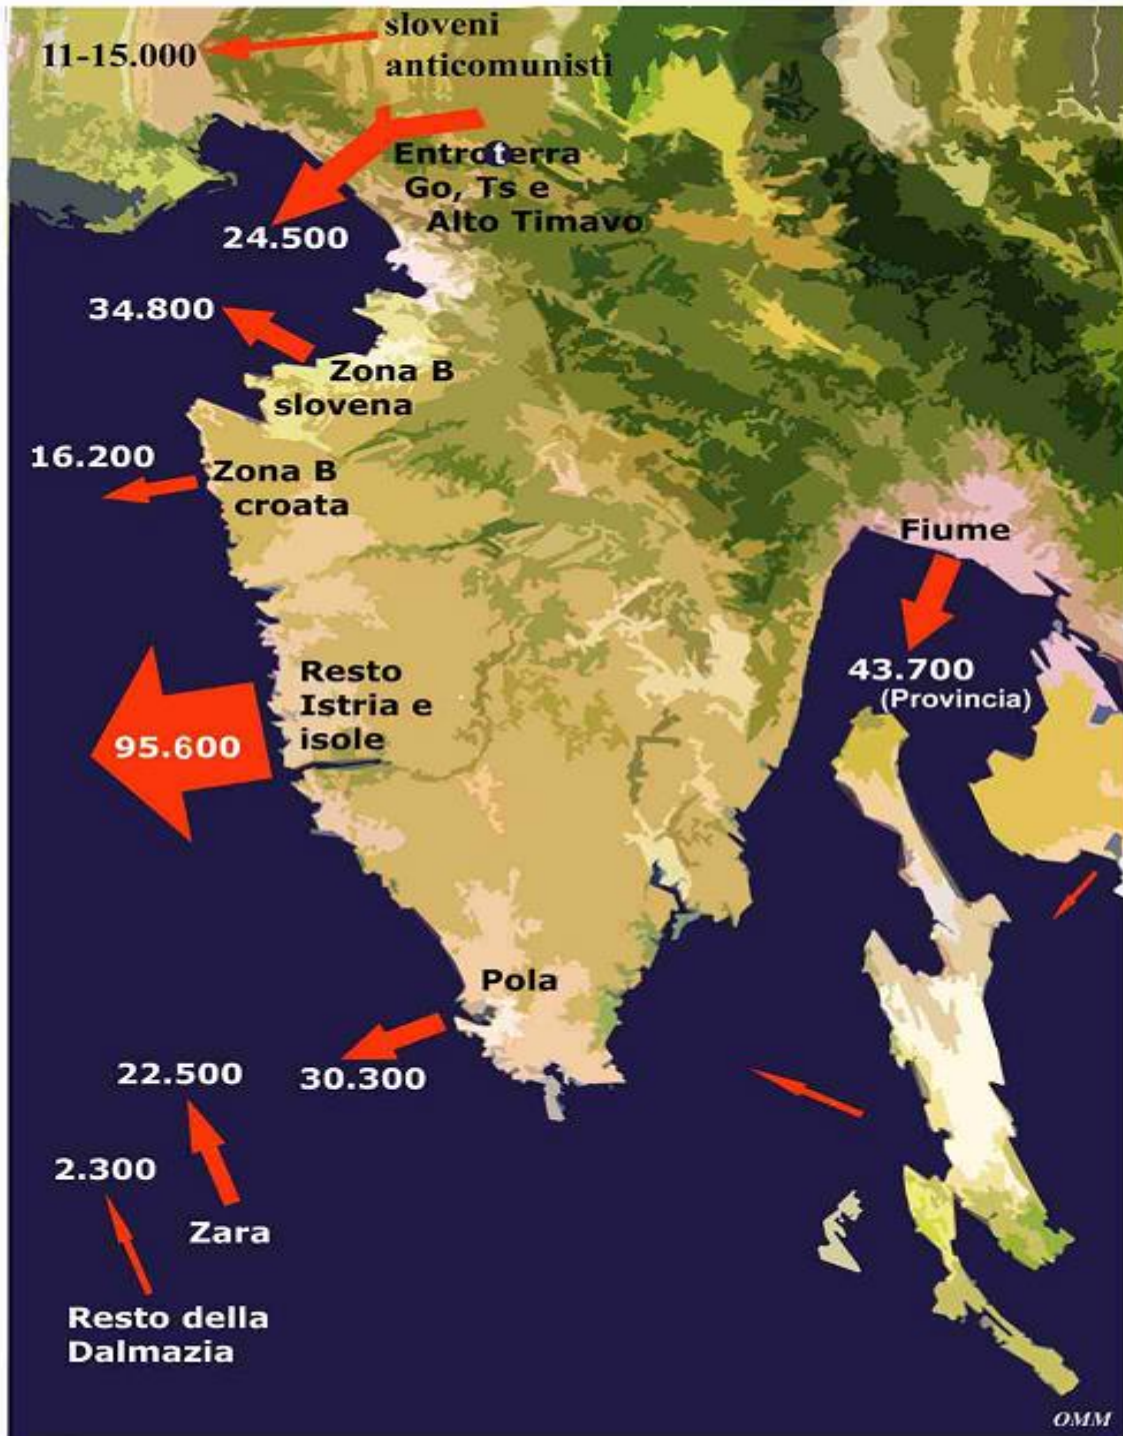 sloveni
11-15.000
anticomunisti
Entroterra
Go, Ts e
Alto Timavo
24.500
34.800
Zona B
slovena
16.200
Zona B
croata
Fiume
43.700
(Provincia)
Resto
Istria e
isole
95.600
Pola
30.300
22.500
2.300
Zara
Resto della
Dalmazia
OMM